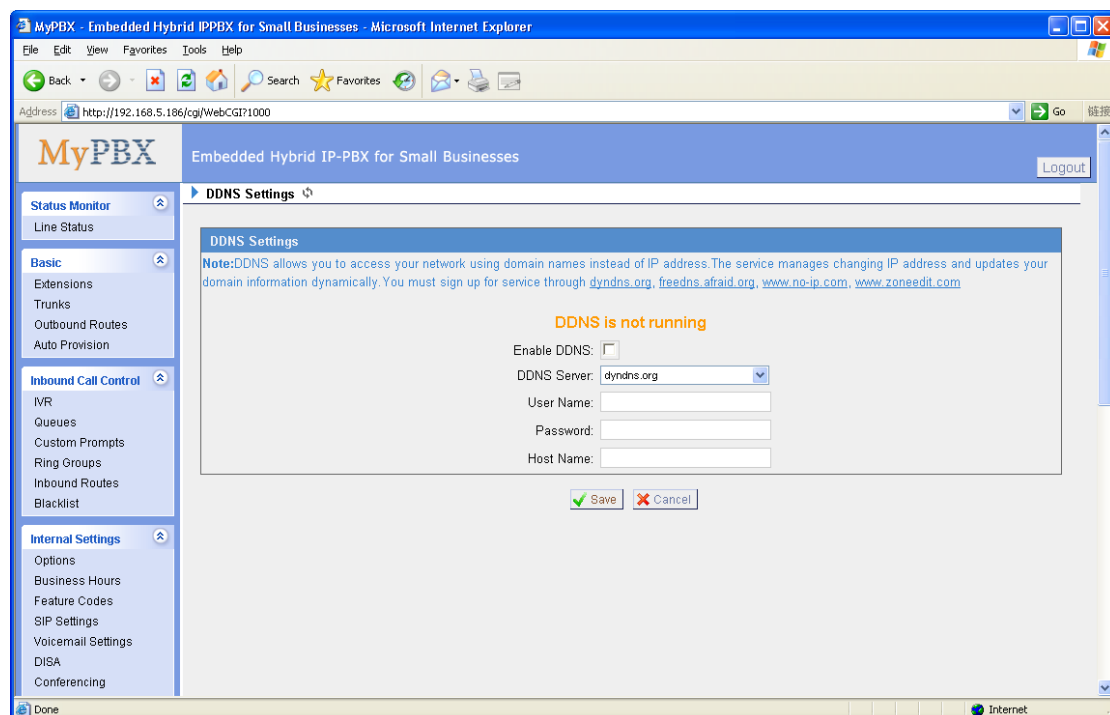 MyPBX - Embedded Hybrid IPPBX for Small Businesses - Microsoft Internet Explorer
File Edit View Favorites Tools Help
Back Search Favorites
Address http://192.168.5.186/cgi/WebCGI?1000 Go 链接
MyPBX
Embedded Hybrid IP-PBX for Small Businesses
Logout
DDNS Settings
Status Monitor
Line Status
Basic
Extensions
Trunks
Outbound Routes
Auto Provision
Inbound Call Control
IVR
Queues
Custom Prompts
Ring Groups
Inbound Routes
Blacklist
Internal Settings
Options
Business Hours
Feature Codes
SIP Settings
Voicemail Settings
DISA
Conferencing
DDNS Settings
Note:DDNS allows you to access your network using domain names instead of IP address.The service manages changing IP address and updates your
domain information dynamically.You must sign up for service through dyndns.org, freedns.afraid.org, www.no-ip.com, www.zoneedit.com
DDNS is not running
Enable DDNS:
DDNS Server: dyndns.org
User Name:
Password:
Host Name:
Save Cancel
Done Internet